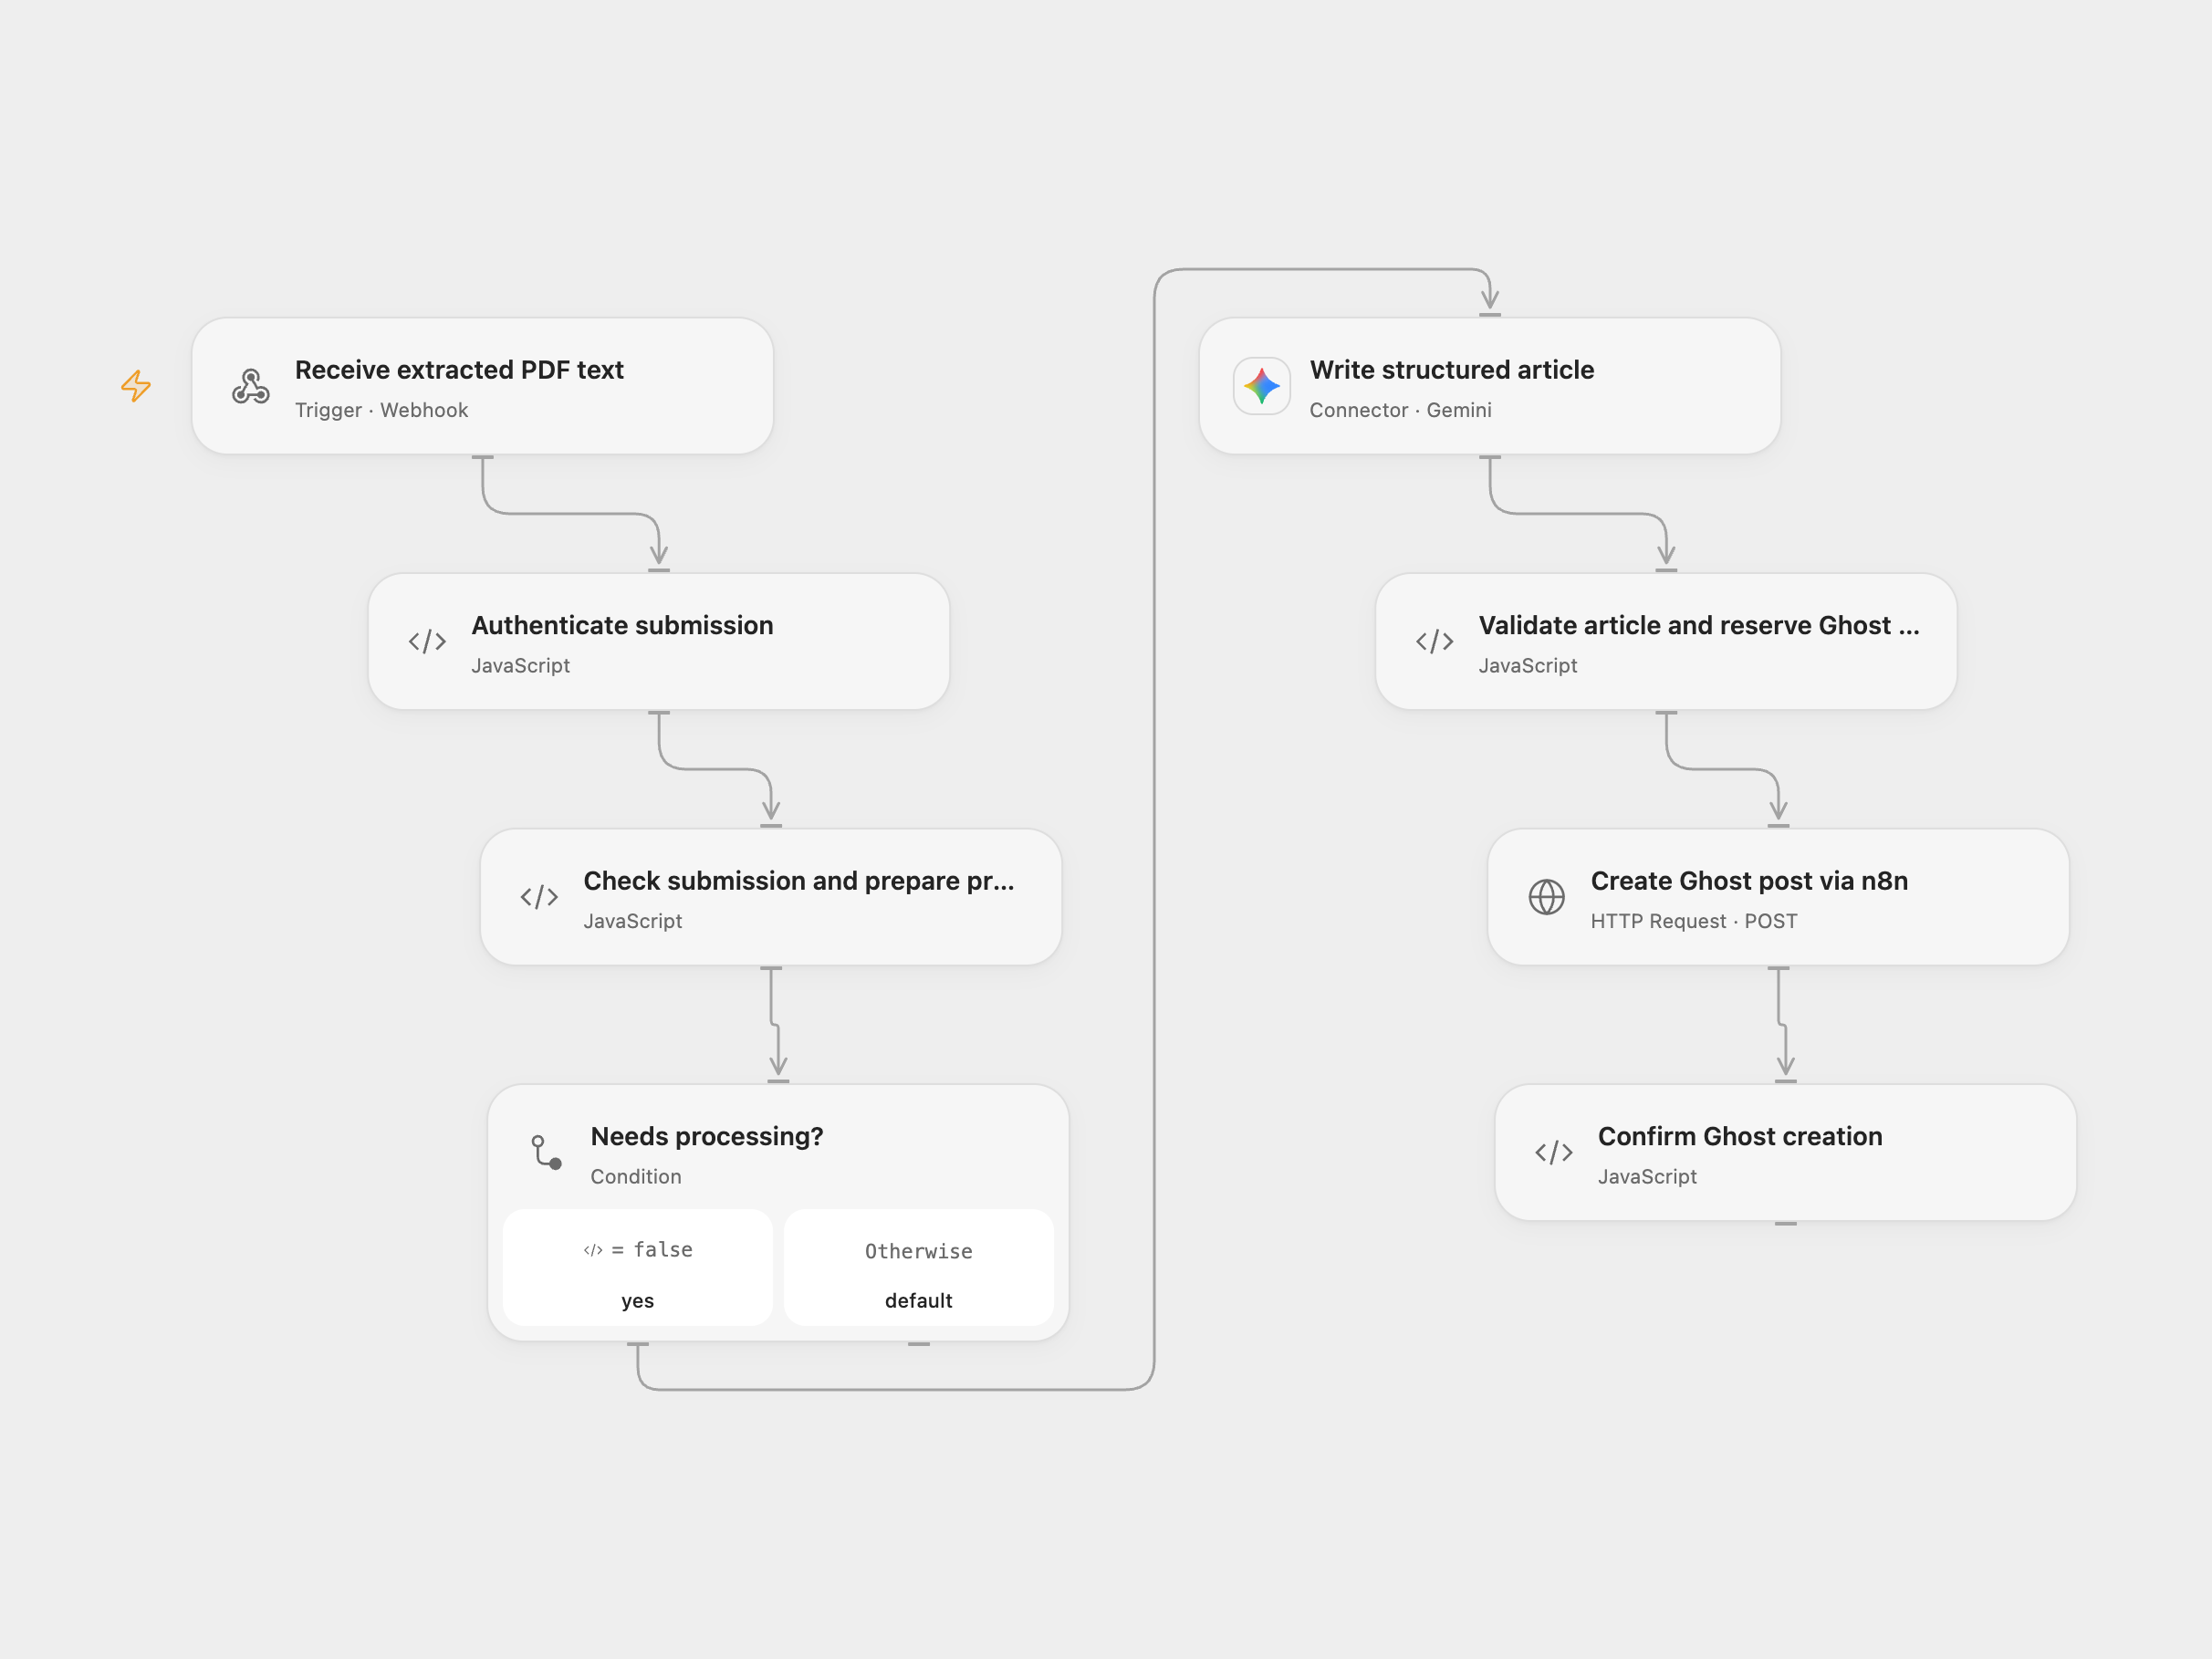 Receive extracted PDF text
Trigger · Webhook
Authenticate submission
JavaScript
Check submission and prepare pr...
JavaScript
Needs processing?
Condition
</> = false
yes
Otherwise
default
Write structured article
Connector · Gemini
Validate article and reserve Ghost ...
JavaScript
Create Ghost post via n8n
HTTP Request · POST
Confirm Ghost creation
JavaScript